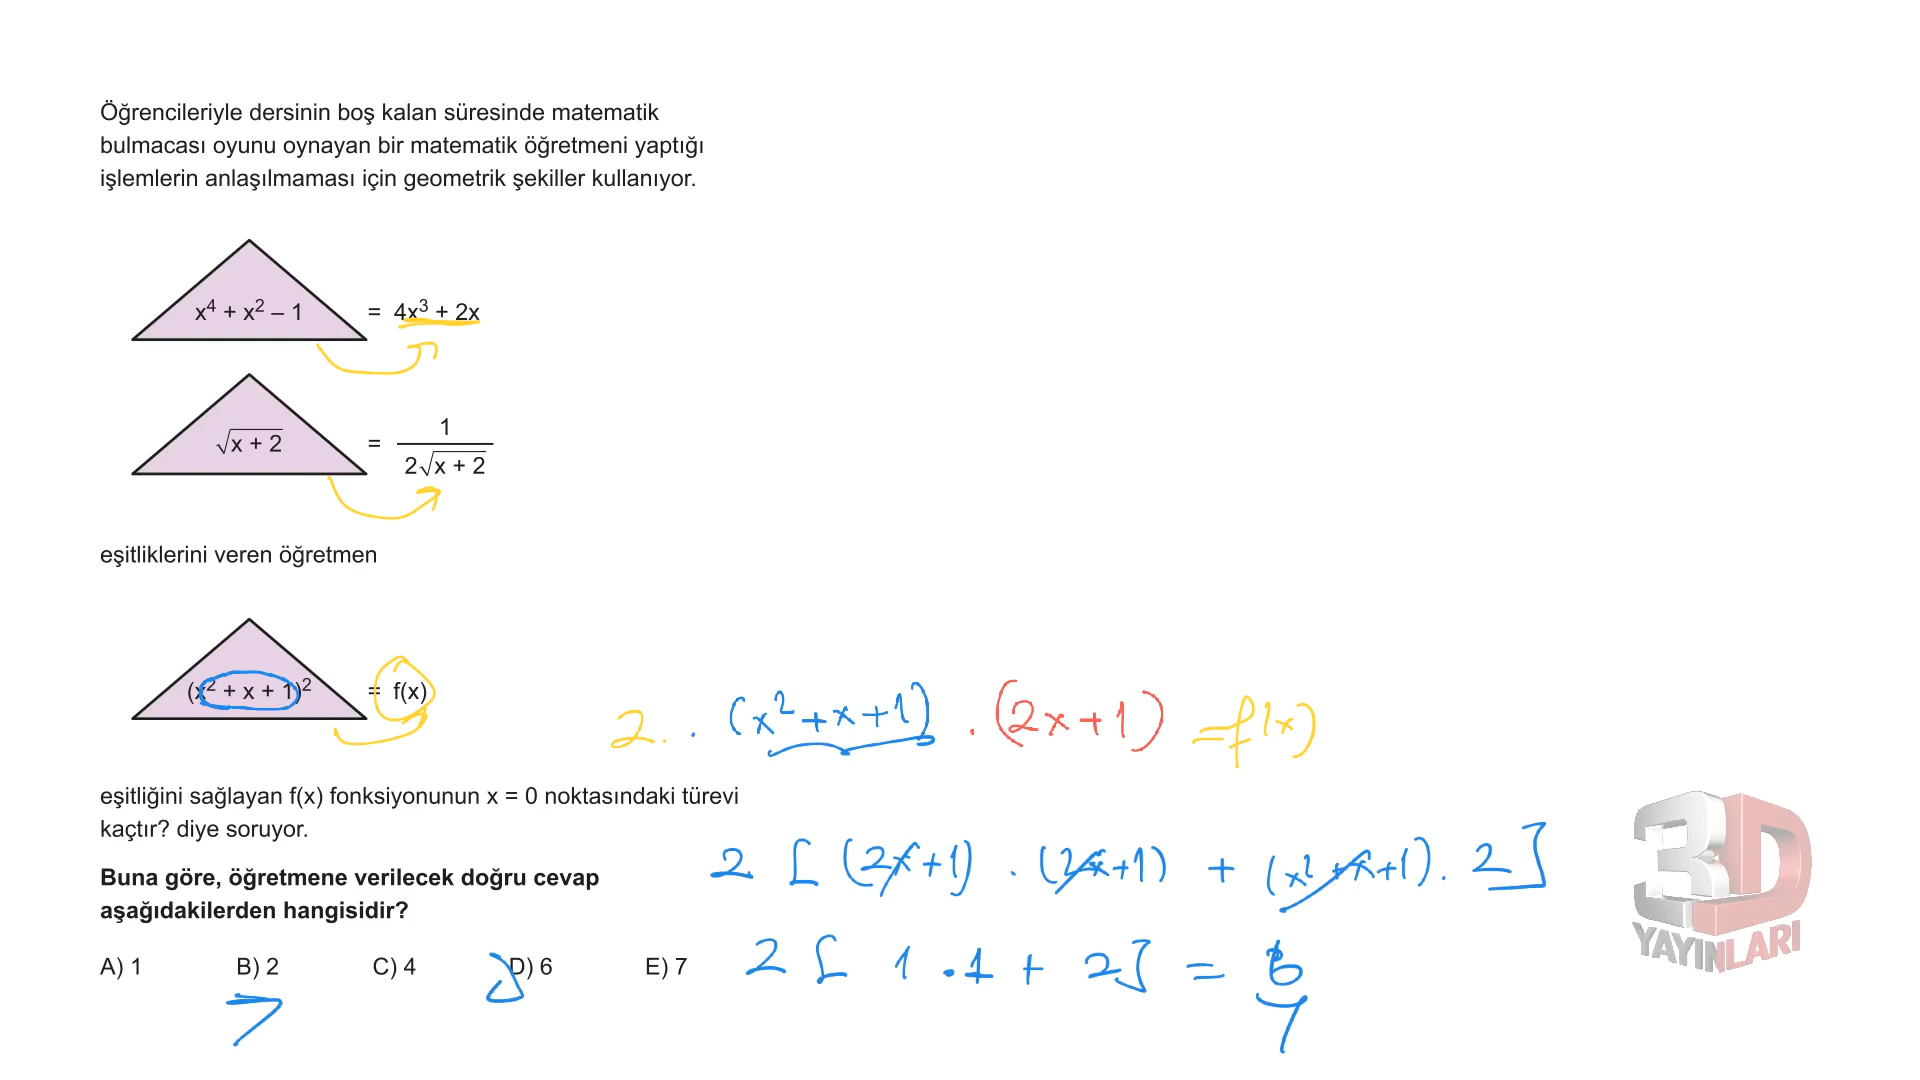 Öğrencileriyle dersinin boş kalan süresinde matematik
bulmacası oyunu oynayan bir matematik öğretmeni yaptığı
işlemlerin anlaşılmaması için geometrik şekiller kullanıyor.
x⁴ + x² – 1 = 4x³ + 2x
√(x + 2) = 1 / (2√(x + 2))
eşitliklerini veren öğretmen
(x² + x + 1)² = f(x)
2 . (x² + x + 1) . (2x + 1) = f(x)
eşitliğini sağlayan f(x) fonksiyonunun x = 0 noktasındaki türevi
kaçtır? diye soruyor.
2 [ (2x+1) . (2x+1) + (x² + x + 1) . 2 ]
Buna göre, öğretmene verilecek doğru cevap
aşağıdakilerden hangisidir?
A) 1 B) 2 C) 4 D) 6 E) 7
2 [ 1 . 1 + 2 ] = 6
3D
YAYINLARI